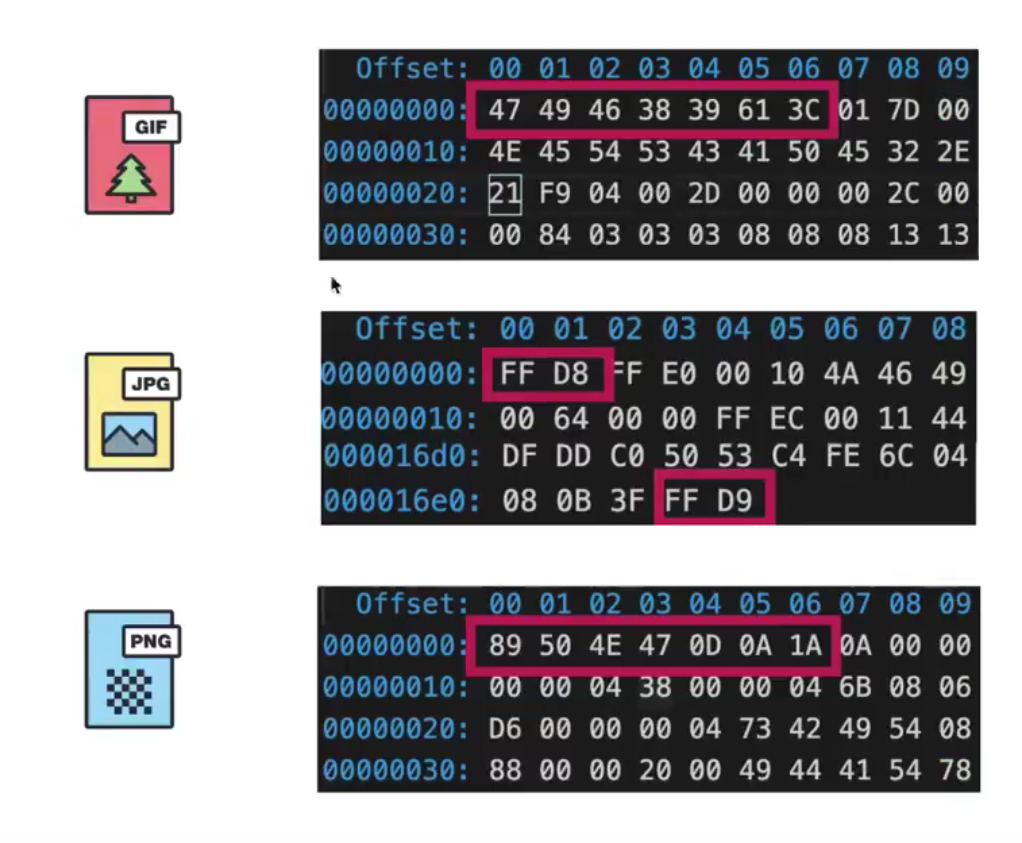 GIF
Offset: 00 01 02 03 04 05 06 07 08 09
00000000: 47 49 46 38 39 61 3C 01 7D 00
00000010: 4E 45 54 53 43 41 50 45 32 2E
00000020: 21 F9 04 00 2D 00 00 00 2C 00
00000030: 00 84 03 03 03 08 08 08 13 13
JPG
Offset: 00 01 02 03 04 05 06 07 08
00000000: FF D8 FF E0 00 10 4A 46 49
00000010: 00 64 00 00 FF EC 00 11 44
000016d0: DF DD C0 50 53 C4 FE 6C 04
000016e0: 08 0B 3F FF D9
PNG
Offset: 00 01 02 03 04 05 06 07 08 09
00000000: 89 50 4E 47 0D 0A 1A 0A 00 00
00000010: 00 00 04 38 00 00 04 6B 08 06
00000020: D6 00 00 00 04 73 42 49 54 08
00000030: 88 00 00 20 00 49 44 41 54 78